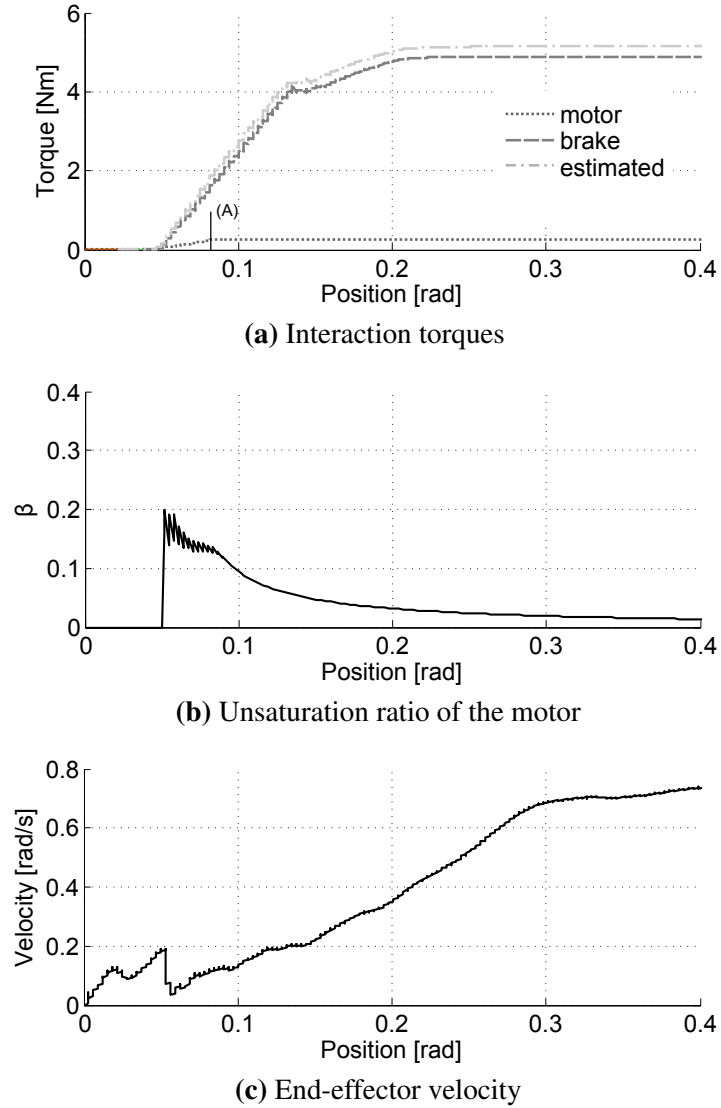 6
4
2
0
Torque [Nm]
motor
brake
estimated
(A)
0 0.1 0.2 0.3 0.4
Position [rad]
(a) Interaction torques
0.4
0.3
0.2
0.1
0
β
0 0.1 0.2 0.3 0.4
Position [rad]
(b) Unsaturation ratio of the motor
0.8
0.6
0.4
0.2
0
Velocity [rad/s]
0 0.1 0.2 0.3 0.4
Position [rad]
(c) End-effector velocity